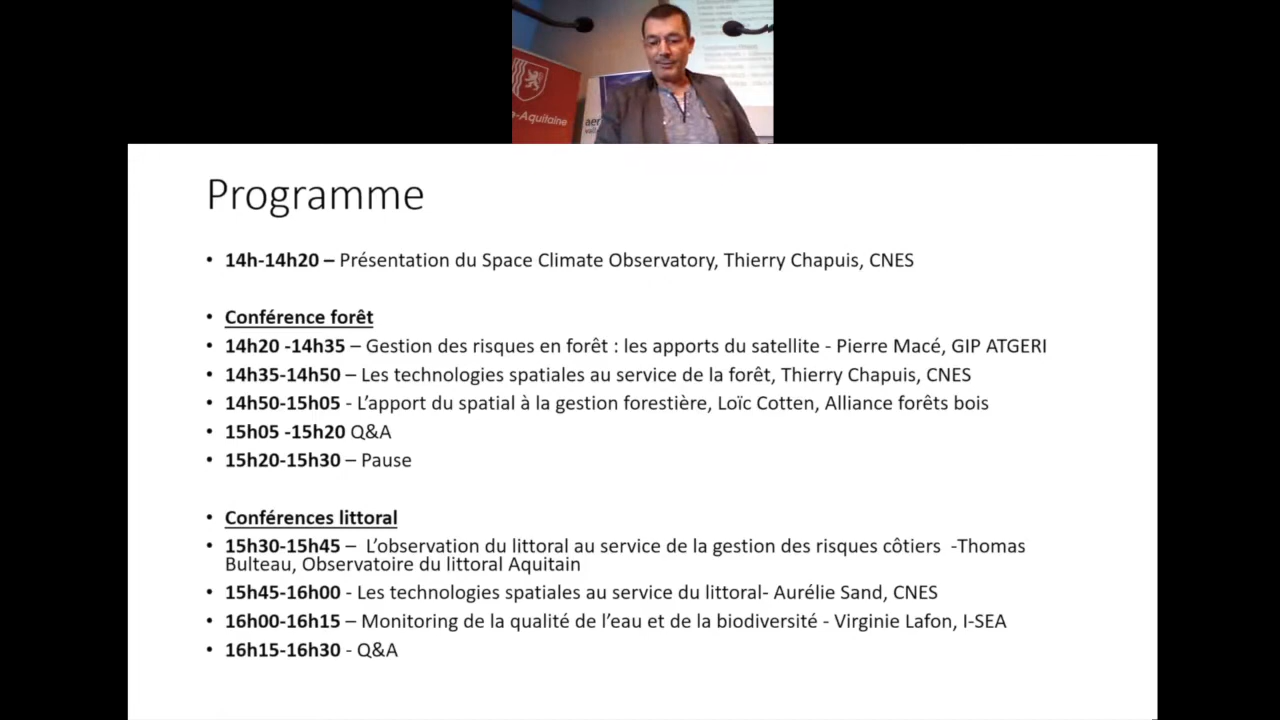 e-Aquitaine
aer
vall
Programme
• 14h-14h20 – Présentation du Space Climate Observatory, Thierry Chapuis, CNES
• Conférence forêt
• 14h20 -14h35 – Gestion des risques en forêt : les apports du satellite - Pierre Macé, GIP ATGERI
• 14h35-14h50 – Les technologies spatiales au service de la forêt, Thierry Chapuis, CNES
• 14h50-15h05 - L’apport du spatial à la gestion forestière, Loïc Cotten, Alliance forêts bois
• 15h05 -15h20 Q&A
• 15h20-15h30 – Pause
• Conférences littoral
• 15h30-15h45 – L’observation du littoral au service de la gestion des risques côtiers -Thomas
Bulteau, Observatoire du littoral Aquitain
• 15h45-16h00 - Les technologies spatiales au service du littoral- Aurélie Sand, CNES
• 16h00-16h15 – Monitoring de la qualité de l’eau et de la biodiversité - Virginie Lafon, I-SEA
• 16h15-16h30 - Q&A